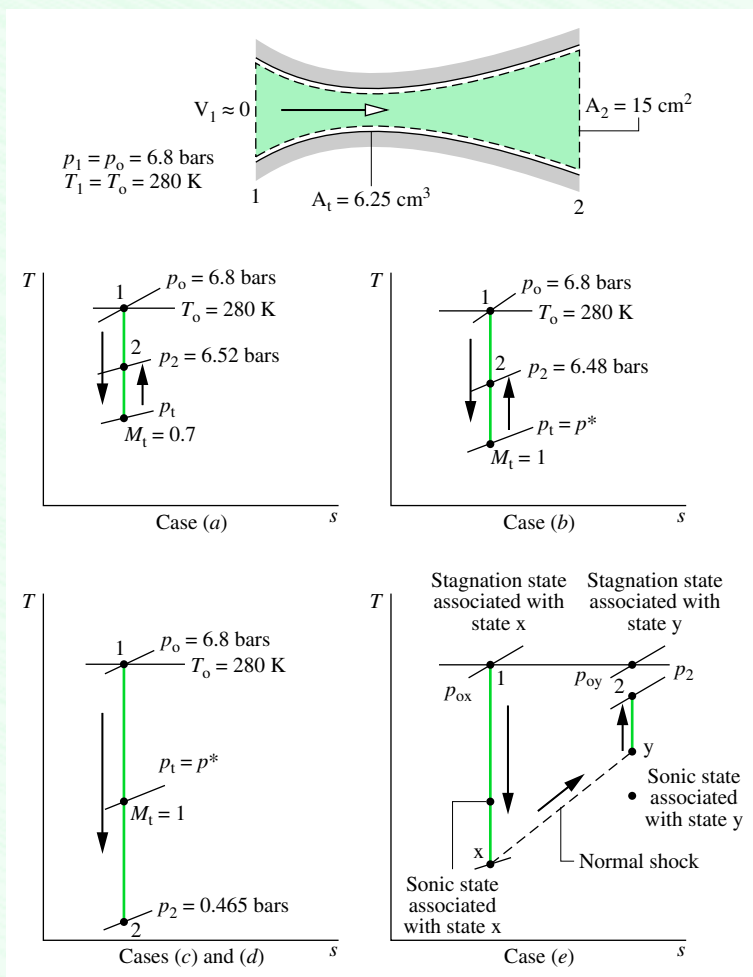 V₁ ≈ 0
A₂ = 15 cm²
p₁ = pₒ = 6.8 bars
T₁ = Tₒ = 280 K
1
Aₜ = 6.25 cm³
2
T
1
pₒ = 6.8 bars
Tₒ = 280 K
2
p₂ = 6.52 bars
pₜ
Mₜ = 0.7
s
Case (a)
T
1
pₒ = 6.8 bars
Tₒ = 280 K
2
p₂ = 6.48 bars
pₜ = p*
Mₜ = 1
s
Case (b)
T
1
pₒ = 6.8 bars
Tₒ = 280 K
pₜ = p*
Mₜ = 1
p₂ = 0.465 bars
2
s
Cases (c) and (d)
Stagnation state
associated with
state x
Stagnation state
associated with
state y
T
1
pₒₓ
p_oy
2
p₂
y
Sonic state
associated
with state y
x
Normal shock
Sonic state
associated
with state x
s
Case (e)